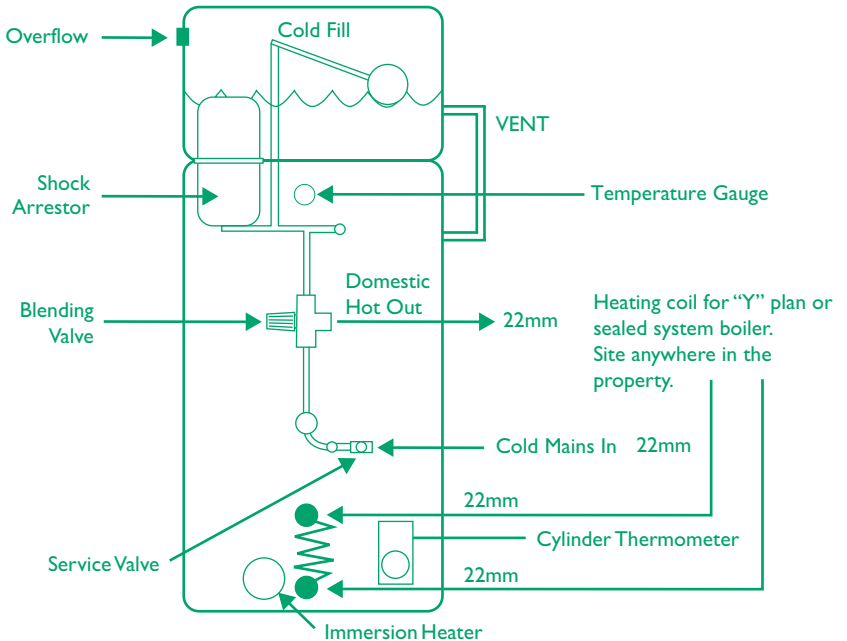 Overflow
Cold Fill
VENT
Shock
Arrestor
Temperature Gauge
Blending
Valve
Domestic
Hot Out
22mm
Heating coil for “Y” plan or
sealed system boiler.
Site anywhere in the
property.
Cold Mains In 22mm
22mm
Cylinder Thermometer
Service Valve
22mm
Immersion Heater